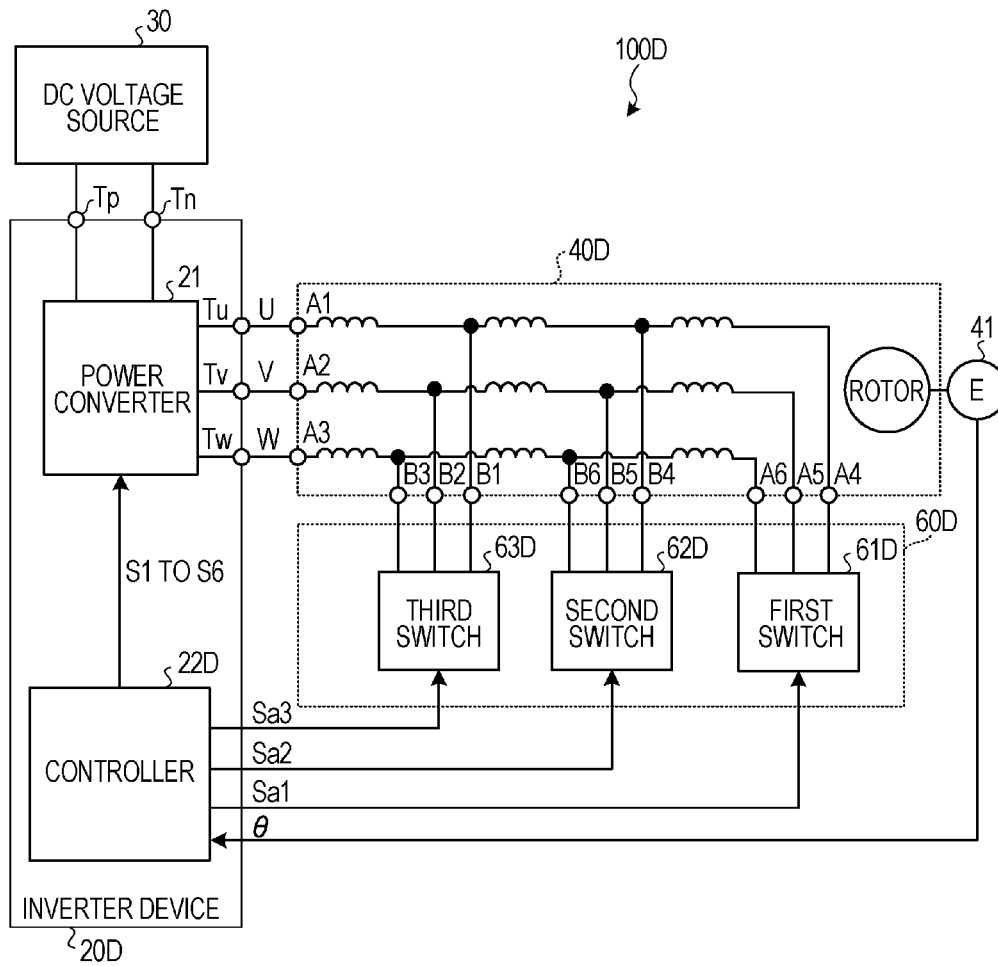 30
100D
DC VOLTAGE
SOURCE
Tp
Tn
40D
21
Tu
U
A1
41
POWER
CONVERTER
Tv
V
A2
ROTOR
E
Tw
W
A3
B3
B2
B1
B6
B5
B4
A6
A5
A4
60D
63D
62D
61D
S1 TO S6
THIRD
SWITCH
SECOND
SWITCH
FIRST
SWITCH
22D
Sa3
CONTROLLER
Sa2
Sa1
θ
INVERTER DEVICE
20D